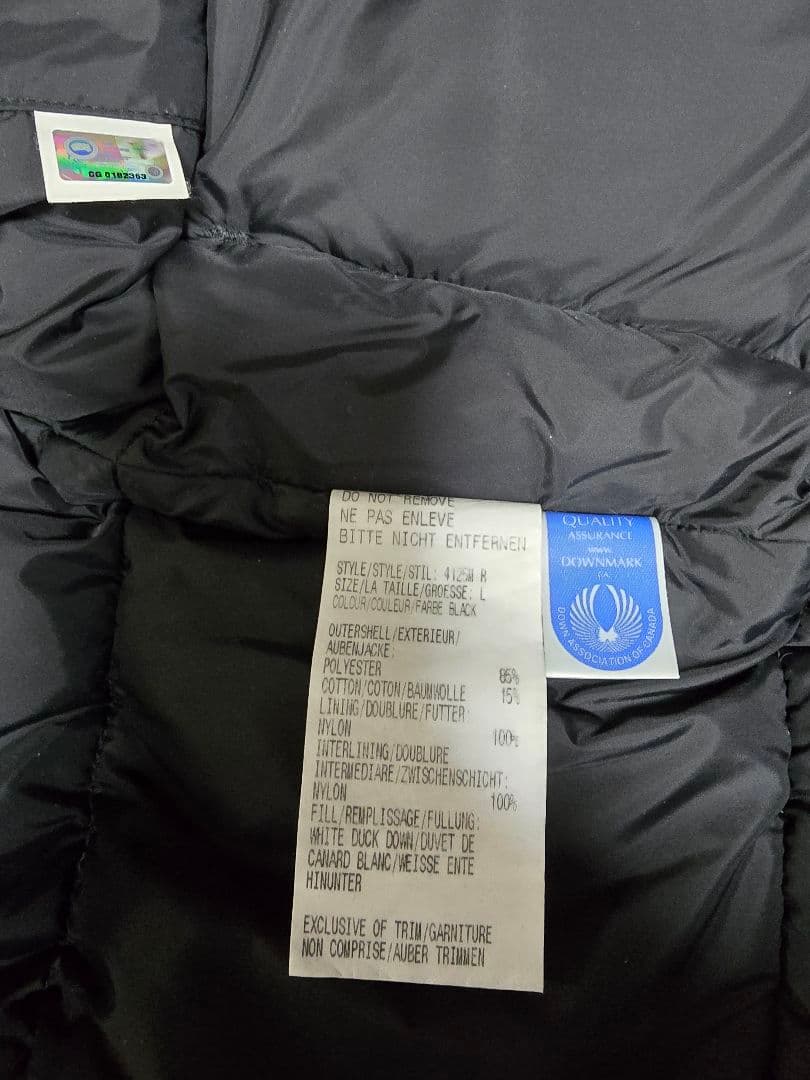 CG 0182363
DO NOT REMOVE
NE PAS ENLEVE
BITTE NICHT ENTFERNEN
STYLE/STYLE/STIL: 4125M R
SIZE/LA TAILLE/GROESSE: L
COLOUR/COULEUR/FARBE BLACK
OUTERSHELL/EXTERIEUR/
AUBENJACKE:
POLYESTER 85%
COTTON/COTON/BAUMWOLLE 15%
LINING/DOUBLURE/FUTTER:
NYLON 100%
INTERLINING/DOUBLURE
INTERMEDIARE/ZWISCHENSCHICHT:
NYLON 100%
FILL/REMPLISSAGE/FULLUNG:
WHITE DUCK DOWN/DUVET DE
CANARD BLANC/WEISSE ENTE
HINUNTER
EXCLUSIVE OF TRIM/GARNITURE
NON COMPRISE/AUBER TRIMMEN
QUALITY
ASSURANCE
www.
DOWNMARK
.CA
DOWN ASSOCIATION OF CANADA